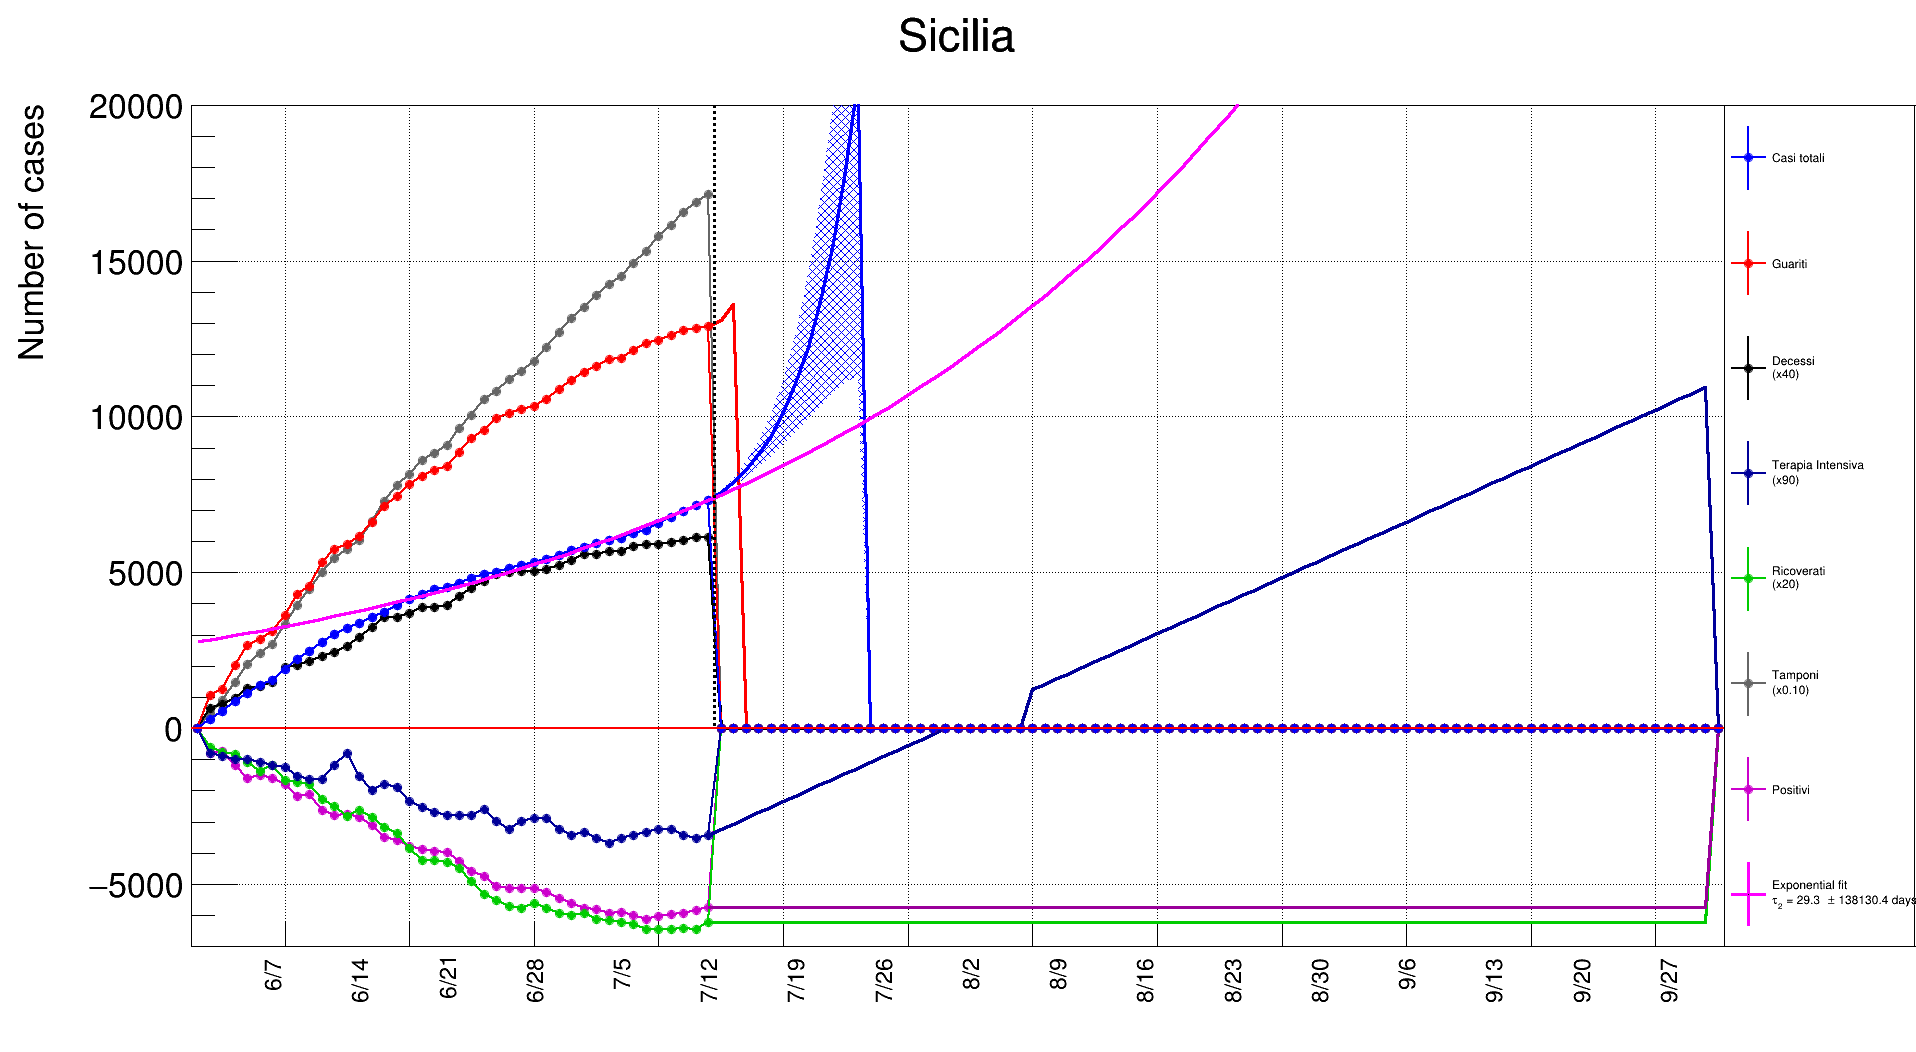 Sicilia
Number of cases
20000
15000
10000
5000
0
−5000
6/7
6/14
6/21
6/28
7/5
7/12
7/19
7/26
8/2
8/9
8/16
8/23
8/30
9/6
9/13
9/20
9/27
Casi totali
Guariti
Decessi
(x40)
Terapia Intensiva
(x90)
Ricoverati
(x20)
Tamponi
(x0.10)
Positivi
Exponential fit
τ₂ = 29.3 ± 138130.4 days